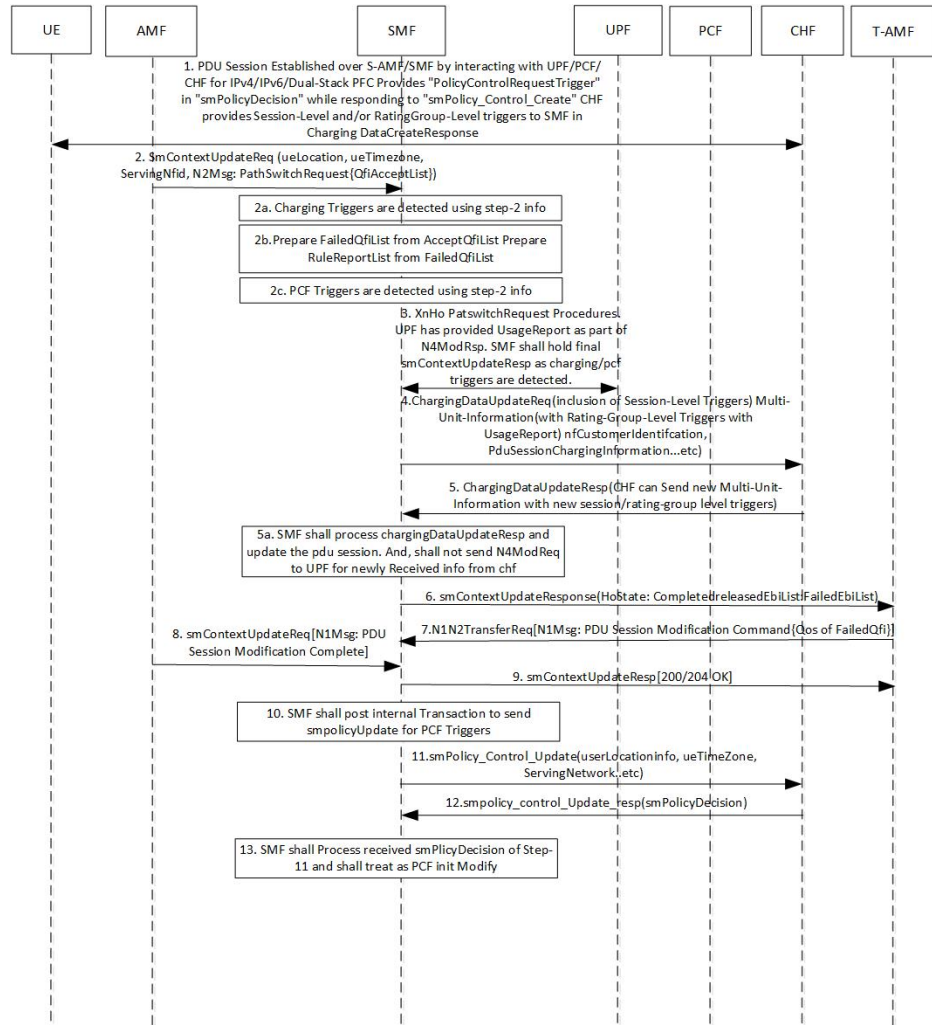 UE
AMF
SMF
UPF
PCF
CHF
T-AMF
1. PDU Session Established over S-AMF/SMF by interacting with UPF/PCF/
CHF for IPv4/IPv6/Dual-Stack PFC Provides "PolicyControlRequestTrigger"
in "smPolicyDecision" while responding to "smPolicy_Control_Create" CHF
provides Session-Level and/or RatingGroup-Level triggers to SMF in
Charging DataCreateResponse
2. SmContextUpdateReq (ueLocation, ueTimezone,
ServingNfid, N2Msg: PathSwitchRequest{QfiAcceptList})
2a. Charging Triggers are detected using step-2 info
2b.Prepare FailedQfiList from AcceptQfiList Prepare
RuleReportList from FailedQfiList
2c. PCF Triggers are detected using step-2 info
3. XnHo PatswitchRequest Procedures.
UPF has provided UsageReport as part of
N4ModRsp. SMF shall hold final
smContextUpdateResp as charging/pcf
triggers are detected.
4.ChargingDataUpdateReq(inclusion of Session-Level Triggers) Multi-
Unit-Information(with Rating-Group-Level Triggers with
UsageReport) nfCustomerIdentifcation,
PduSessionChargingInformation...etc)
5. ChargingDataUpdateResp(CHF can Send new Multi-Unit-
Information with new session/rating-group level triggers)
5a. SMF shall process chargingDataUpdateResp and
update the pdu session. And, shall not send N4ModReq
to UPF for newly Received info from chf
6. smContextUpdateResponse(HoState: CompletedreleasedEbiList:FailedEbiList)
7.N1N2TransferReq[N1Msg: PDU Session Modification Command{Qos of FailedQfi}]
8. smContextUpdateReq[N1Msg: PDU
Session Modification Complete]
9. smContextUpdateResp[200/204 OK]
10. SMF shall post internal Transaction to send
smpolicyUpdate for PCF Triggers
11.smPolicy_Control_Update(userLocationinfo, ueTimeZone,
ServingNetwork..etc)
12.smpolicy_control_Update_resp(smPolicyDecision)
13. SMF shall Process received smPlicyDecision of Step-
11 and shall treat as PCF init Modify